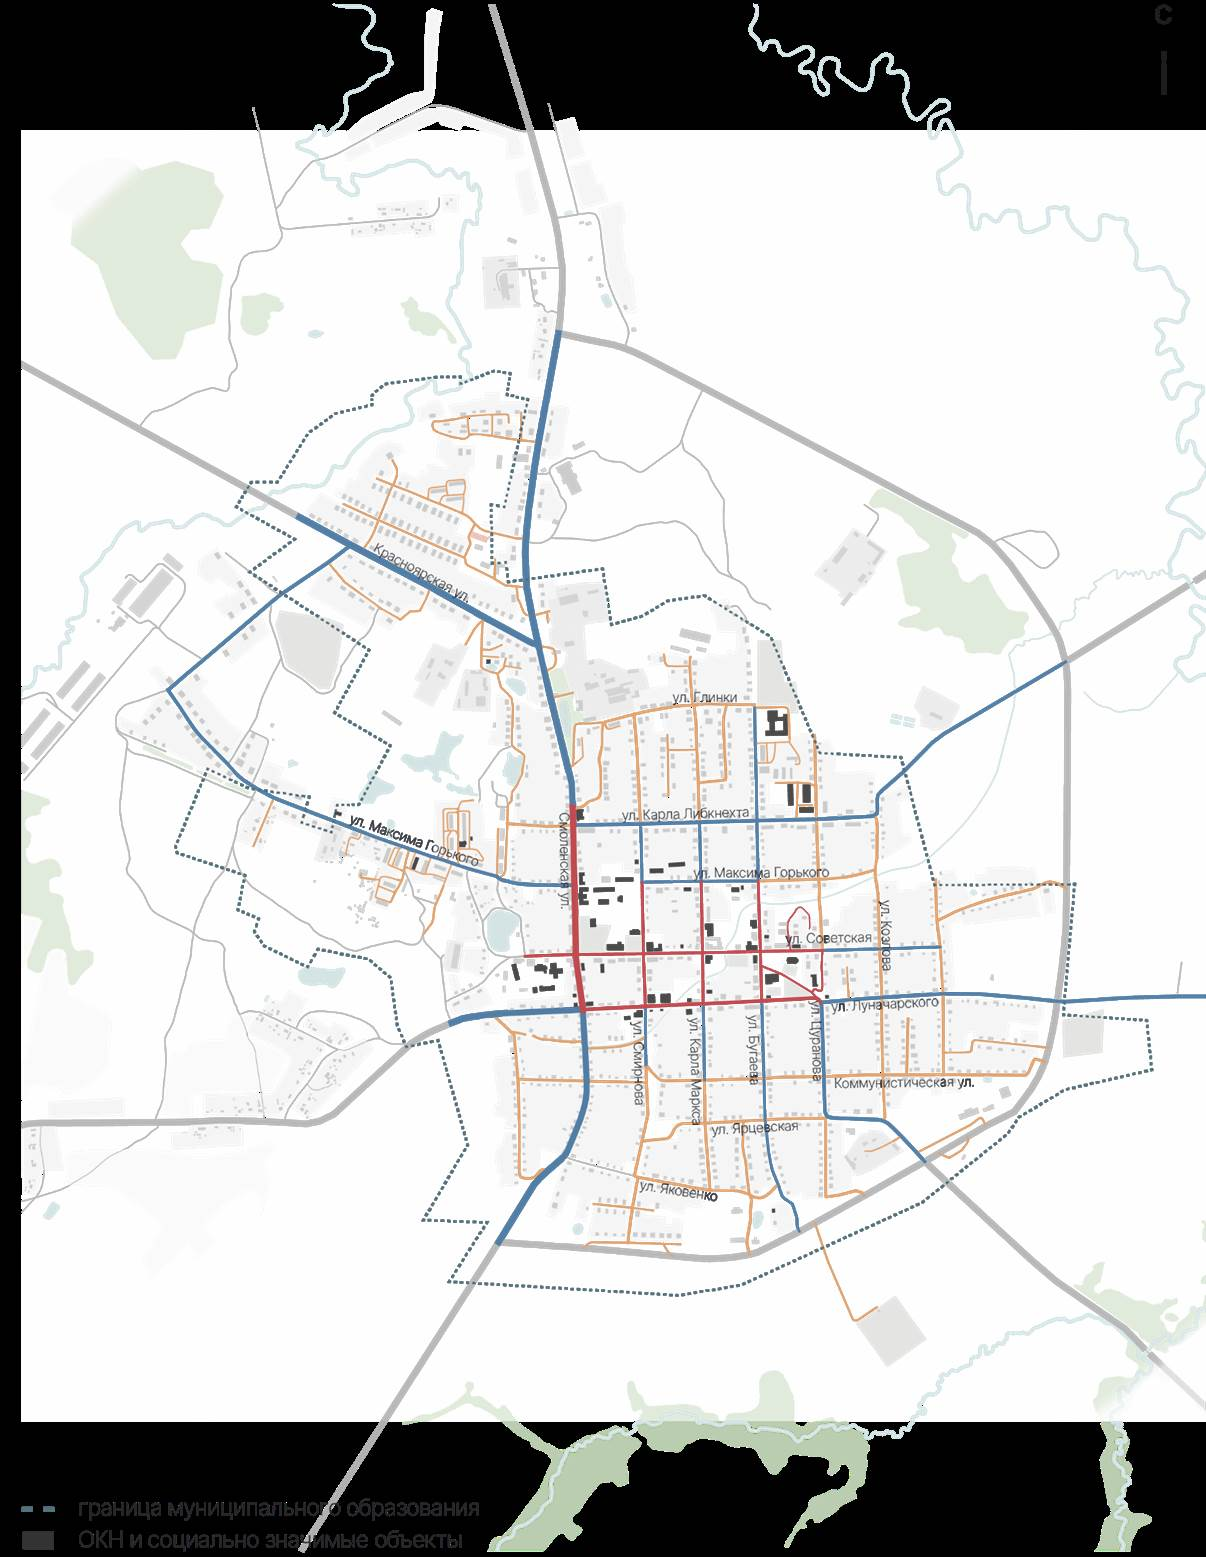 С
Красноярская ул.
ул. Глинки
ул. Карла Либкнехта
Смоленская ул.
ул. Максима Горького
ул. Максима Горького
ул. Козлова
ул. Советская
ул. Луначарского
ул. Смирнова
ул. Карла Маркса
ул. Бугаева
ул. Цуранова
Коммунистическая ул.
ул. Ярцевская
ул. Яковенко
граница муниципального образования
ОКН и социально значимые объекты